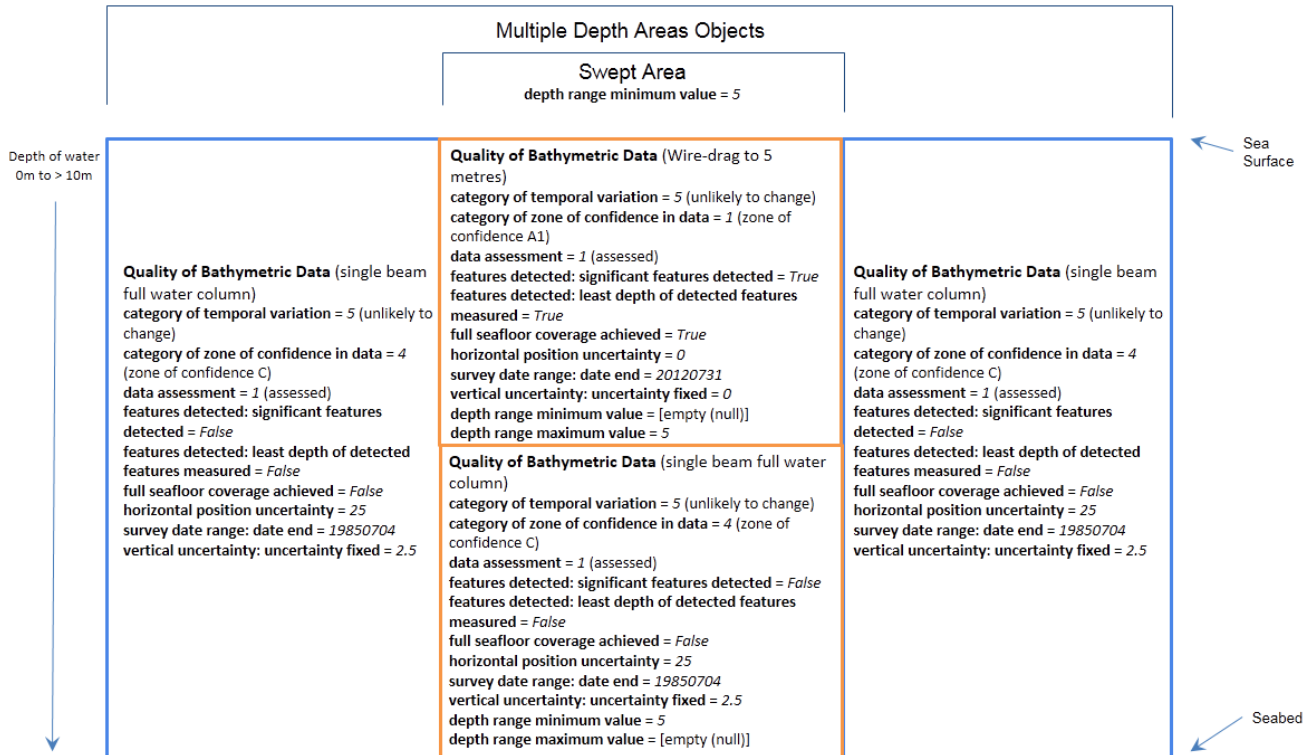 Multiple Depth Areas Objects
Swept Area
depth range minimum value = 5
Depth of water
0m to > 10m
Sea
Surface
Quality of Bathymetric Data (single beam
full water column)
category of temporal variation = 5 (unlikely to
change)
category of zone of confidence in data = 4
(zone of confidence C)
data assessment = 1 (assessed)
features detected: significant features
detected = False
features detected: least depth of detected
features measured = False
full seafloor coverage achieved = False
horizontal position uncertainty = 25
survey date range: date end = 19850704
vertical uncertainty: uncertainty fixed = 2.5
Quality of Bathymetric Data (Wire-drag to 5
metres)
category of temporal variation = 5 (unlikely to change)
category of zone of confidence in data = 1 (zone of
confidence A1)
data assessment = 1 (assessed)
features detected: significant features detected = True
features detected: least depth of detected features
measured = True
full seafloor coverage achieved = True
horizontal position uncertainty = 0
survey date range: date end = 20120731
vertical uncertainty: uncertainty fixed = 0
depth range minimum value = [empty (null)]
depth range maximum value = 5
Quality of Bathymetric Data (single beam full water
column)
category of temporal variation = 5 (unlikely to change)
category of zone of confidence in data = 4 (zone of
confidence C)
data assessment = 1 (assessed)
features detected: significant features detected = False
features detected: least depth of detected features
measured = False
full seafloor coverage achieved = False
horizontal position uncertainty = 25
survey date range: date end = 19850704
vertical uncertainty: uncertainty fixed = 2.5
depth range minimum value = 5
depth range maximum value = [empty (null)]
Quality of Bathymetric Data (single beam
full water column)
category of temporal variation = 5 (unlikely to
change)
category of zone of confidence in data = 4
(zone of confidence C)
data assessment = 1 (assessed)
features detected: significant features
detected = False
features detected: least depth of detected
features measured = False
full seafloor coverage achieved = False
horizontal position uncertainty = 25
survey date range: date end = 19850704
vertical uncertainty: uncertainty fixed = 2.5
Seabed